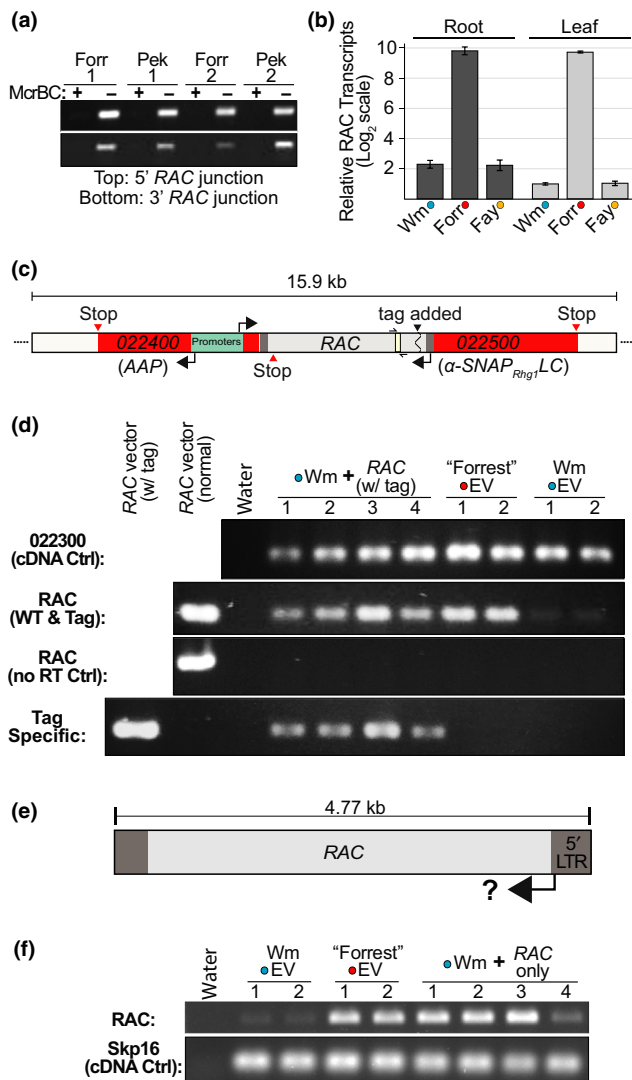 (a)
Forr Pek Forr Pek
1 1 2 2
McrBC: + − + − + − + −
Top: 5' RAC junction
Bottom: 3' RAC junction
(b)
Root Leaf
Relative RAC Transcripts
(Log2 scale)
10
8
6
4
2
Wm Forr Fay Wm Forr Fay
(c)
15.9 kb
Stop tag added Stop
022400 Promoters RAC 022500
(AAP) Stop (α-SNAPRhg1LC)
(d)
RAC vector
(w/ tag)
RAC vector
(normal)
Water
Wm + RAC
(w/ tag)
"Forrest"
EV
Wm
EV
1 2 3 4 1 2 1 2
022300
(cDNA Ctrl):
RAC
(WT & Tag):
RAC
(no RT Ctrl):
Tag
Specific:
(e)
4.77 kb
RAC 5′
LTR
?
(f)
Water
Wm
EV
"Forrest"
EV
Wm + RAC
only
1 2 1 2 1 2 3 4
RAC:
Skp16
(cDNA Ctrl):